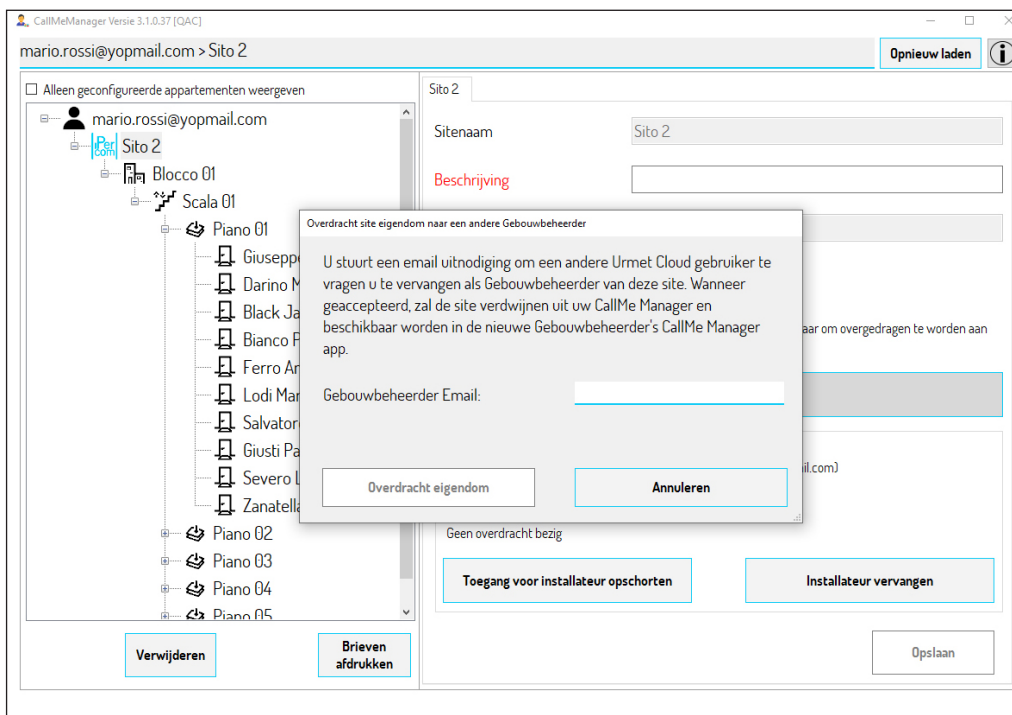 CallMeManager Versie 3.1.0.37 [QAC]
mario.rossi@yopmail.com > Sito 2
Opnieuw laden
Alleen geconfigureerde appartementen weergeven
mario.rossi@yopmail.com
iPer com
Sito 2
Blocco 01
Scala 01
Piano 01
Giusepp
Darino M
Black Ja
Bianco P
Ferro An
Lodi Mar
Salvator
Giusti Pa
Severo L
Zanatella
Piano 02
Piano 03
Piano 04
Piano 05
Verwijderen
Brieven
afdrukken
Sito 2
Sitenaam
Sito 2
Beschrijving
Overdracht site eigendom naar een andere Gebouwbeheerder
U stuurt een email uitnodiging om een andere Urmet Cloud gebruiker te
vragen u te vervangen als Gebouwbeheerder van deze site. Wanneer
geaccepteerd, zal de site verdwijnen uit uw CallMe Manager en
beschikbaar worden in de nieuwe Gebouwbeheerder's CallMe Manager
app.
Gebouwbeheerder Email:
Overdracht eigendom
Annuleren
aar om overgedragen te worden aan
il.com)
Geen overdracht bezig
Toegang voor installateur opschorten
Installateur vervangen
Opslaan